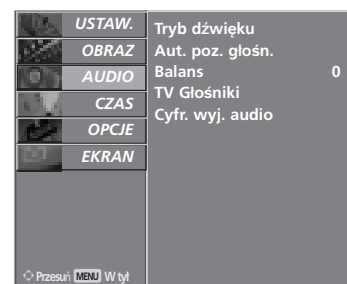 USTAW.
OBRAZ
AUDIO
CZAS
OPCJE
EKRAN
Tryb dźwięku
Aut. poz. głośn.
Balans 0
TV Głośniki
Cyfr. wyj. audio
Przesuń MENU W tył